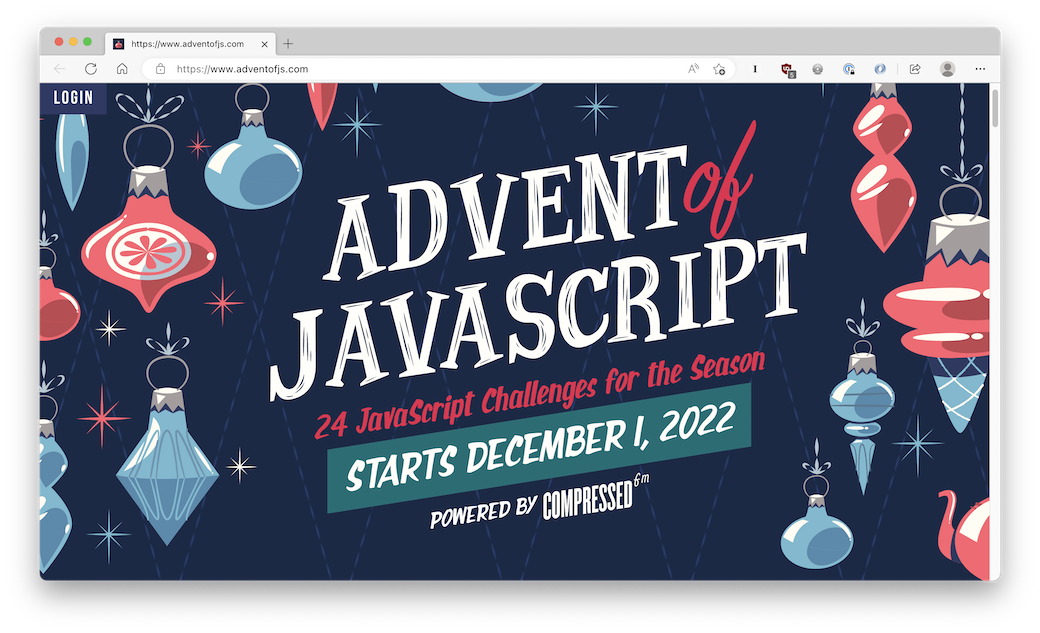 https://www.adventofjs.com
https://www.adventofjs.com
LOGIN
ADVENT of
JAVASCRIPT
24 JavaScript Challenges for the Season
STARTS DECEMBER 1, 2022
POWERED BY COMPRESSED fm